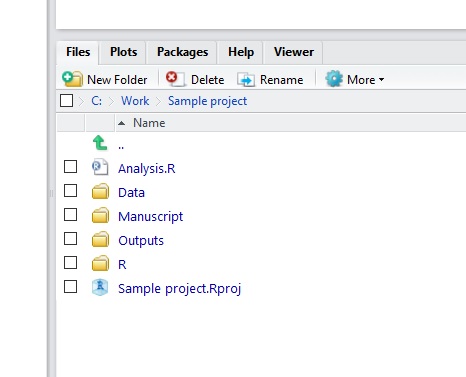 Files Plots Packages Help Viewer
New Folder Delete Rename More
C: Work Sample project
Name
..
Analysis.R
Data
Manuscript
Outputs
R
Sample project.Rproj